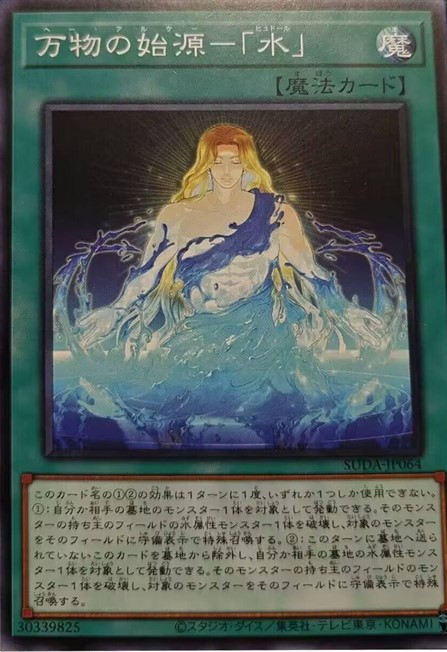 万物の始源-「水」
ヘー アルケー ヒュドール
魔
【魔法カード】
SUDA-JP064
このカード名の①②の効果は1ターンに1度、いずれか1つしか使用できない。
①:自分か相手の墓地のモンスター1体を対象として発動できる。そのモン
スターの持ち主のフィールドの水属性モンスター1体を破壊し、対象のモンスター
をそのフィールドに守備表示で特殊召喚する。②:このターンに墓地へ送ら
れていないこのカードを墓地から除外し、自分か相手の墓地の水属性モンス
ター1体を対象として発動できる。そのモンスターの持ち主のフィールドのモン
スター1体を破壊し、対象のモンスターをそのフィールドに守備表示で特殊
召喚する。
30339825
©スタジオ・ダイス/集英社・テレビ東京・KONAMI